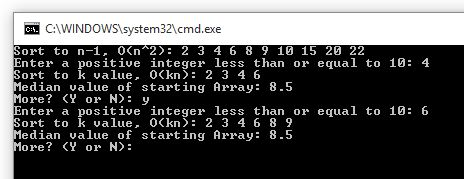 C:\WINDOWS\system32\cmd.exe
Sort to n-1, O(n^2): 2 3 4 6 8 9 10 15 20 22
Enter a positive integer less than or equal to 10: 4
Sort to k value, O(kn): 2 3 4 6
Median value of starting Array: 8.5
More? (Y or N): y
Enter a positive integer less than or equal to 10: 6
Sort to k value, O(kn): 2 3 4 6 8 9
Median value of starting Array: 8.5
More? (Y or N):